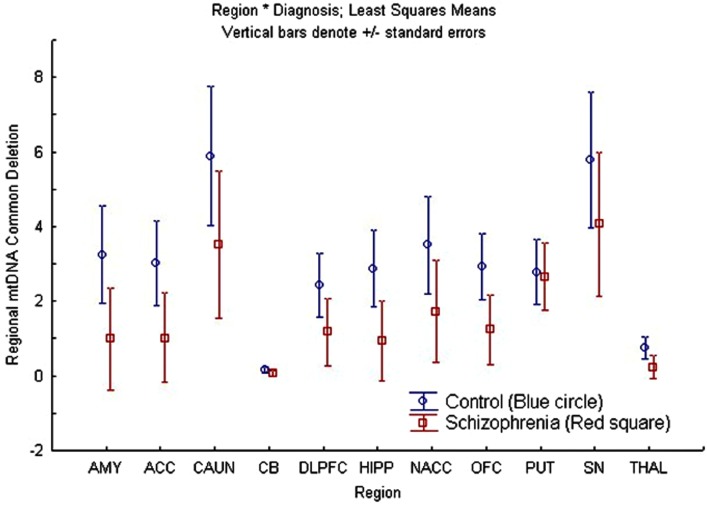 Region * Diagnosis; Least Squares Means
Vertical bars denote +/- standard errors
Regional mtDNA Common Deletion
8
6
4
2
0
-2
Control (Blue circle)
Schizophrenia (Red square)
AMY ACC CAUN CB DLPFC HIPP NACC OFC PUT SN THAL
Region